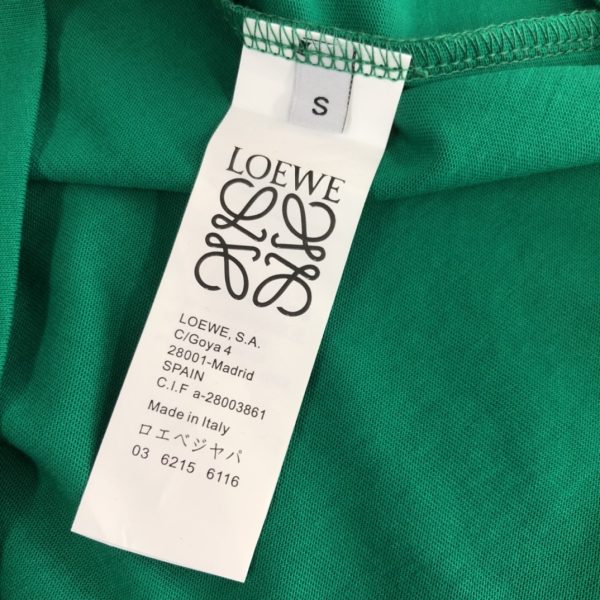 S
LOEWE
LOEWE, S.A.
C/Goya 4
28001-Madrid
SPAIN
C.I.F a-28003861
Made in Italy
ロエベジヤパ
03 6215 6116